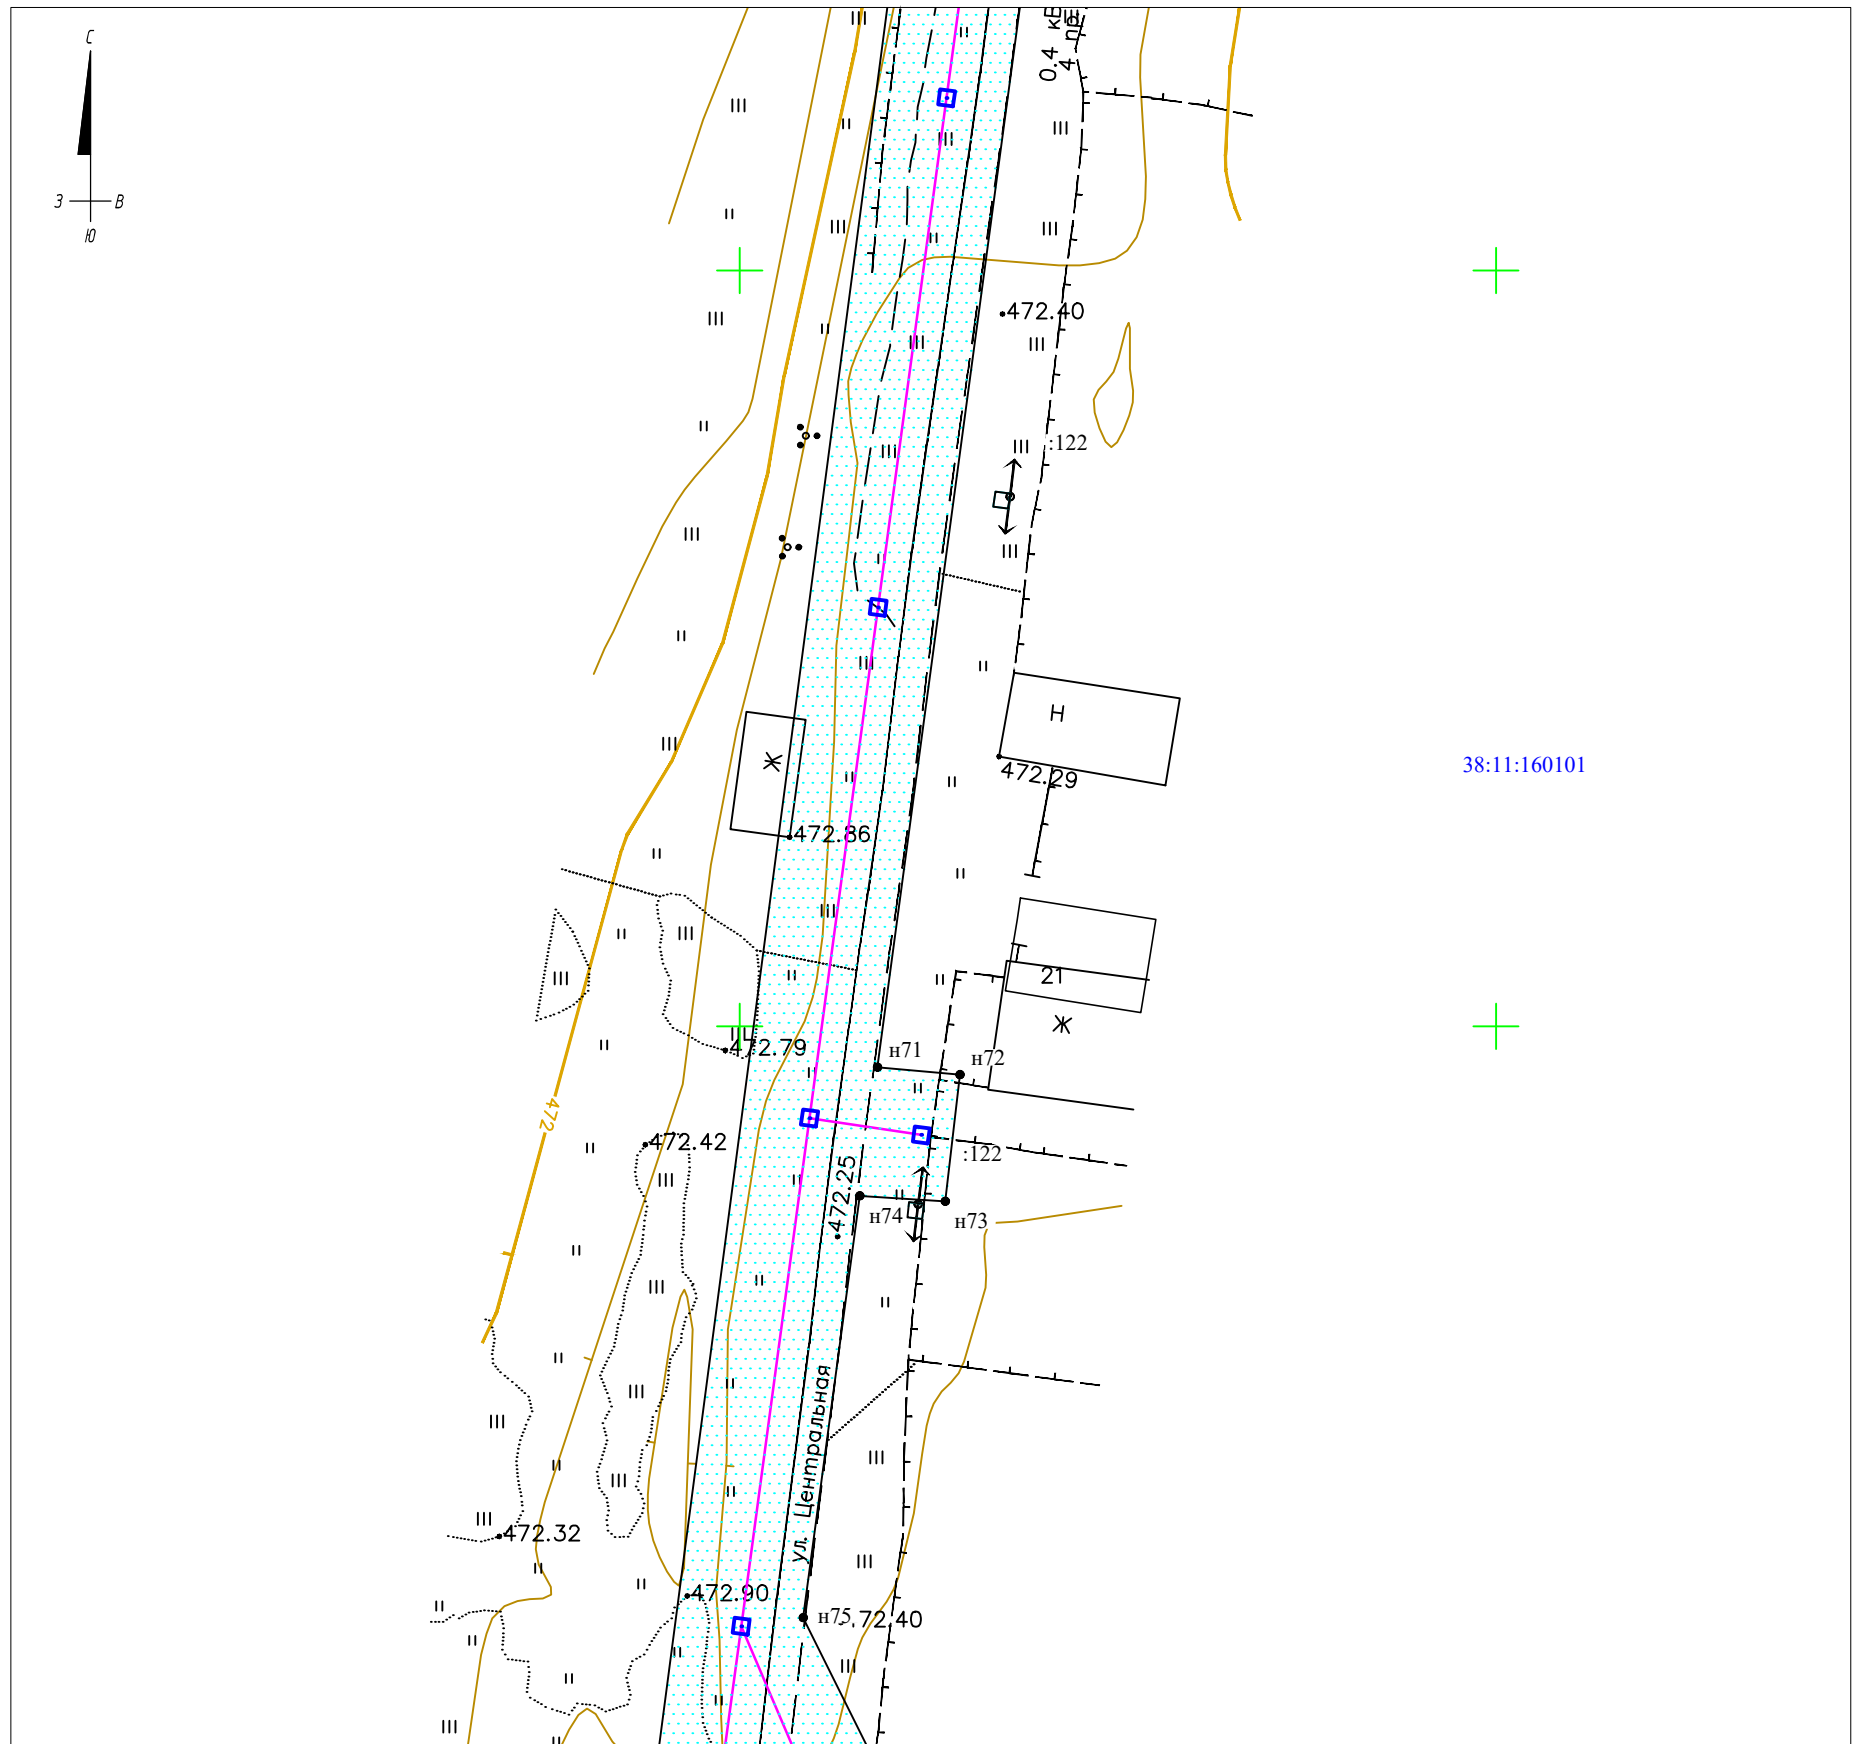 С
З
В
Ю
0.4 кВ
4 пр
472.40
:122
Н
472.29
Ж
38:11:160101
472.86
21
Ж
472.79
н71
н72
472
472.42
:122
472.25
н74
н73
ул. Центральная
472.32
472.90
н75
72.40